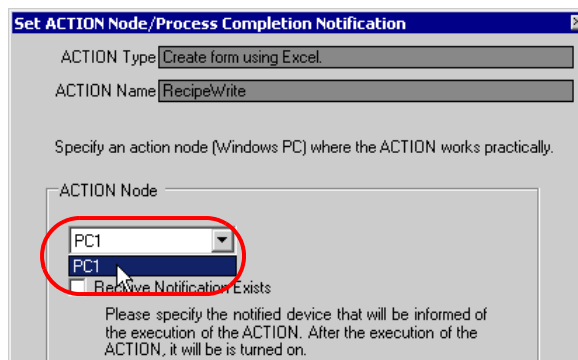 Set ACTION Node/Process Completion Notification
ACTION Type Create form using Excel.
ACTION Name RecipeWrite
Specify an action node (Windows PC) where the ACTION works practically.
ACTION Node
PC1
PC1
Receive Notification Exists
Please specify the notified device that will be informed of
the execution of the ACTION. After the execution of the
ACTION, it will be is turned on.